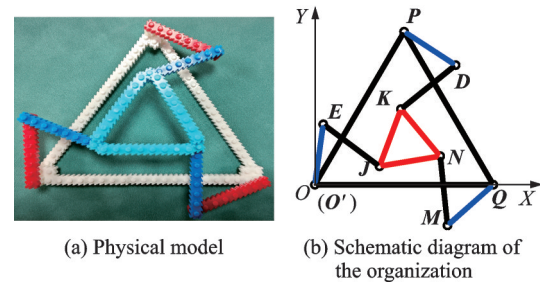 Y
P
E
K
D
J
N
O
(O')
M
Q
X
(a) Physical model
(b) Schematic diagram of
the organization